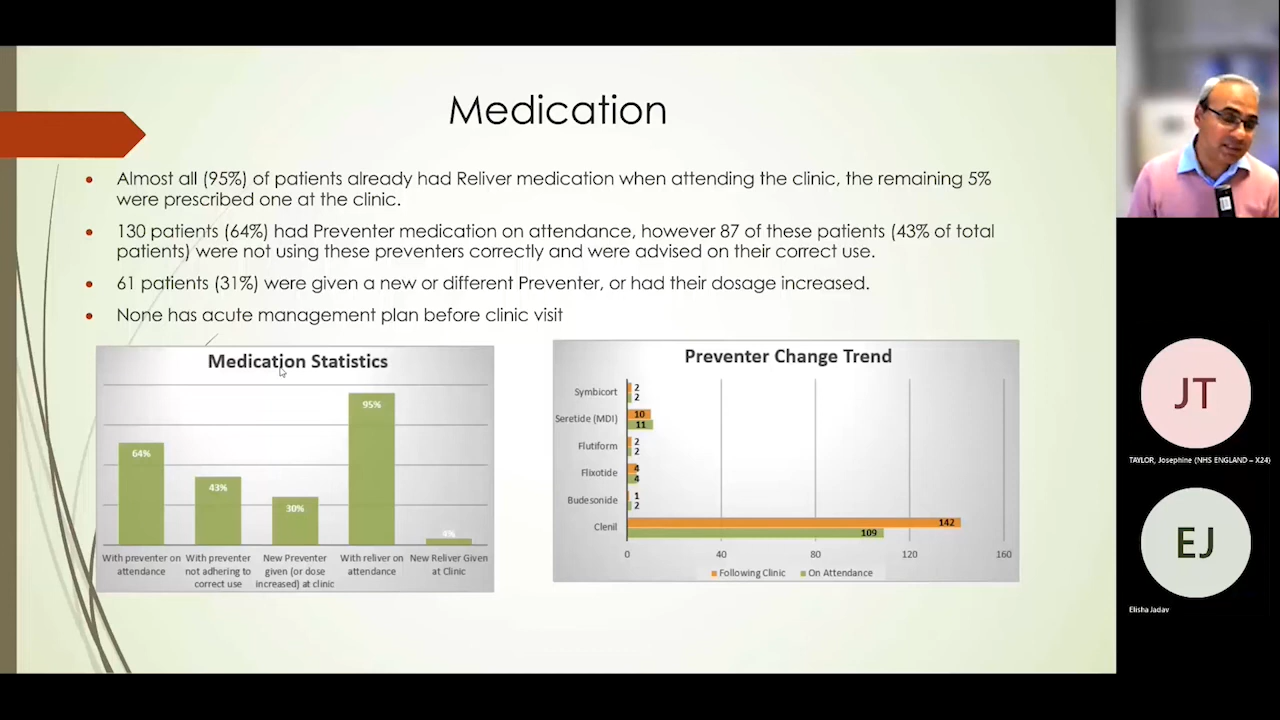 Medication
Almost all (95%) of patients already had Reliver medication when attending the clinic, the remaining 5%
were prescribed one at the clinic.
130 patients (64%) had Preventer medication on attendance, however 87 of these patients (43% of total
patients) were not using these preventers correctly and were advised on their correct use.
61 patients (31%) were given a new or different Preventer, or had their dosage increased.
None has acute management plan before clinic visit
Medication Statistics
64%
43%
30%
95%
4%
With preventer on
attendance
With preventer
not adhering to
correct use
New Preventer
given (or dose
increased) at clinic
With reliver on
attendance
New Reliver Given
at Clinic
Preventer Change Trend
Symbicort
2
2
Seretide (MDI)
10
11
Flutiform
2
2
Flixotide
4
4
Budesonide
1
2
Clenil
142
109
0 40 80 120 160
Following Clinic On Attendance
JT
TAYLOR, Josephine (NHS ENGLAND – X24)
EJ
Elisha Jadav